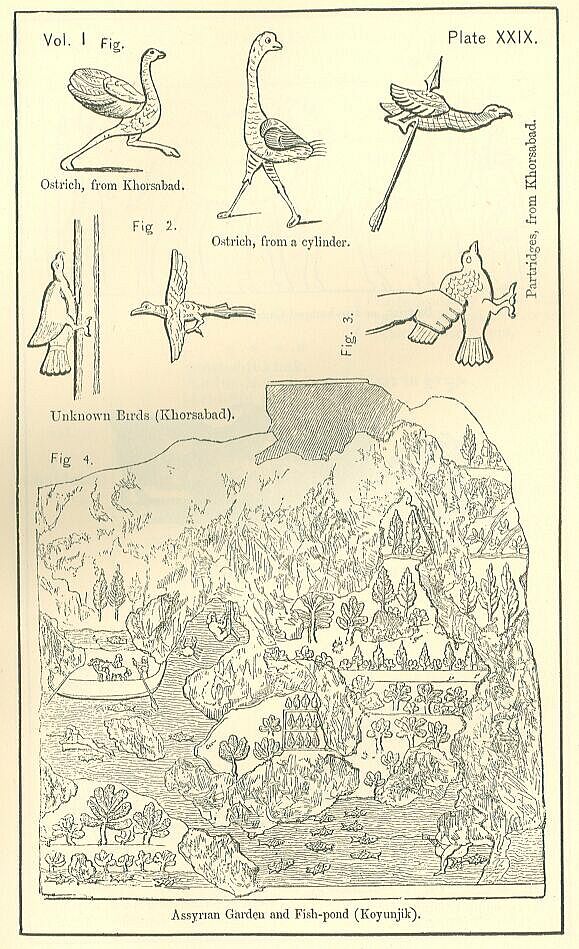 Vol. I Fig.
Plate XXIX.
Ostrich, from Khorsabad.
Ostrich, from a cylinder.
Partridges, from Khorsabad.
Fig 2.
Fig. 3.
Unknown Birds (Khorsabad).
Fig 4.
Assyrian Garden and Fish-pond (Koyunjik).